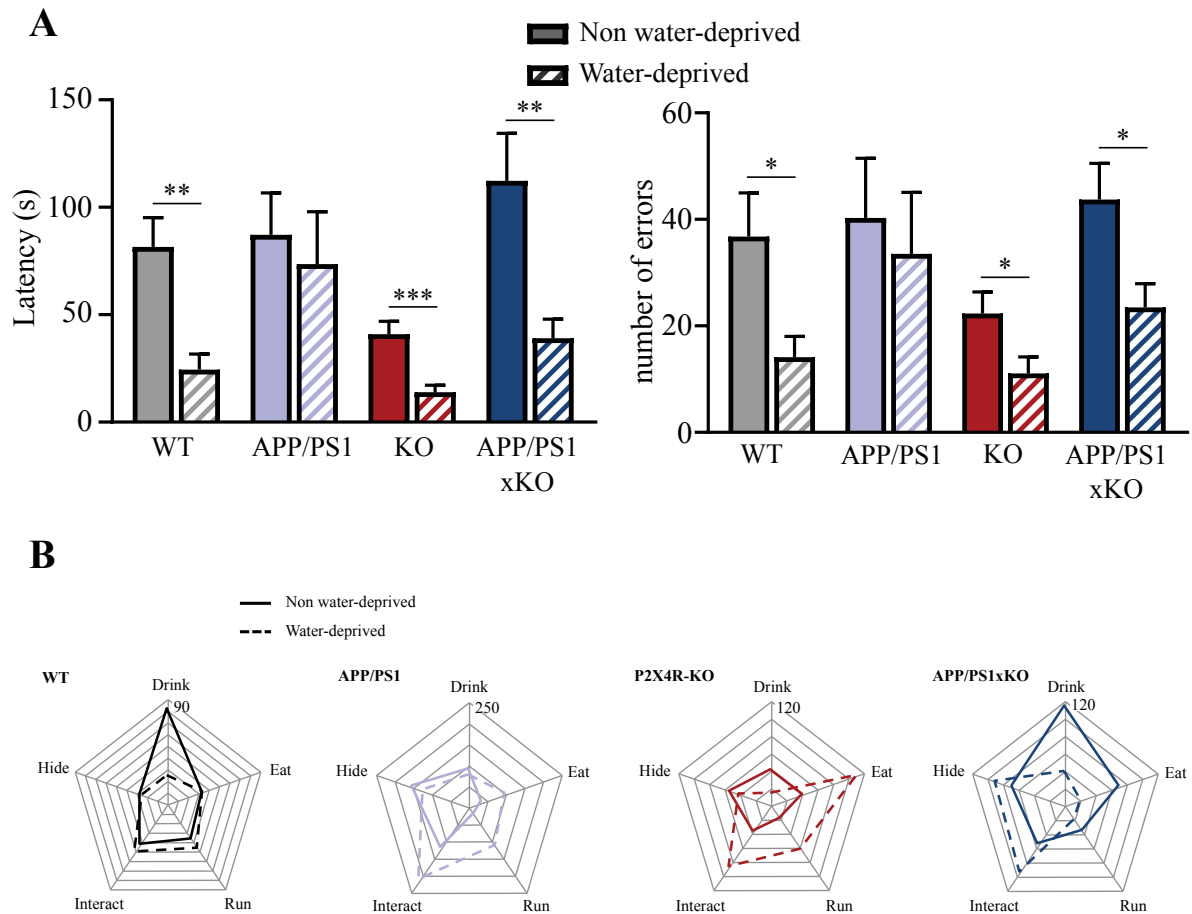 A
Non water-deprived
Water-deprived
150
100
50
0
Latency (s)
**
***
**
WT
APP/PS1
KO
APP/PS1
xKO
60
40
20
0
number of errors
*
*
*
WT
APP/PS1
KO
APP/PS1
xKO
B
Non water-deprived
Water-deprived
WT
Drink
90
Hide
Eat
Interact
Run
APP/PS1
Drink
250
Hide
Eat
Interact
Run
P2X4R-KO
Drink
120
Hide
Eat
Interact
Run
APP/PS1xKO
Drink
120
Hide
Eat
Interact
Run